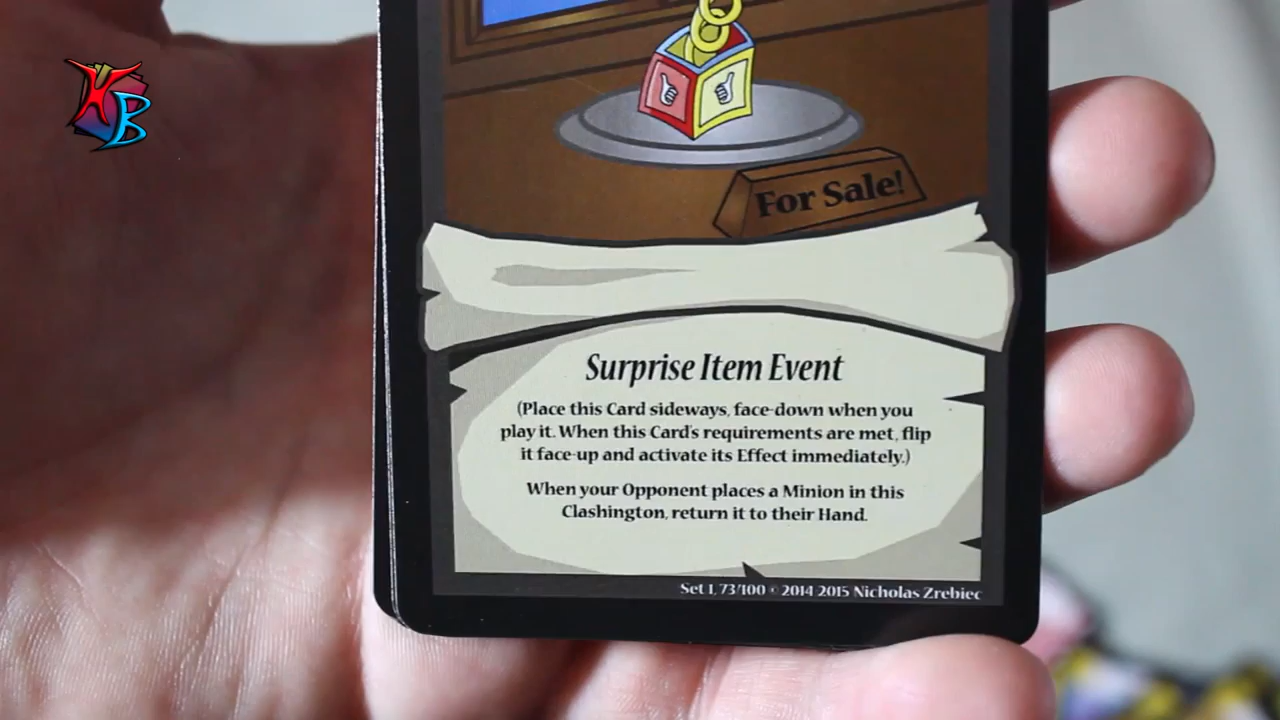 KB
For Sale!
Surprise Item Event
(Place this Card sideways, face-down when you
play it. When this Card's requirements are met, flip
it face-up and activate its Effect immediately.)
When your Opponent places a Minion in this
Clashington, return it to their Hand.
Set 1, 73/100 © 2014 2015 Nicholas Zrebiec